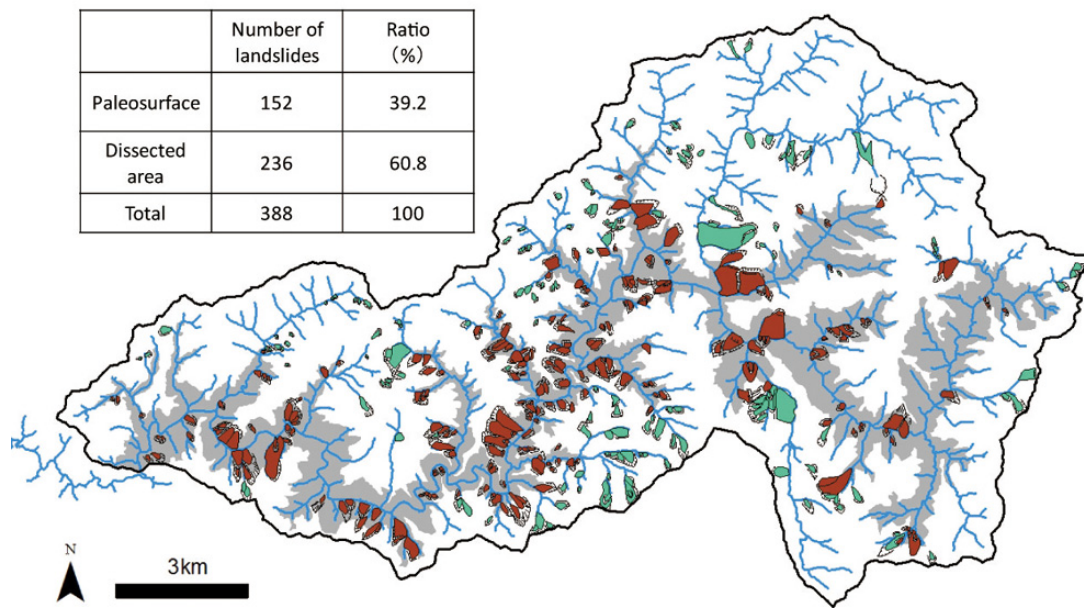 Number of landslides
Ratio (%)
Paleosurface 152 39.2
Dissected area 236 60.8
Total 388 100
N
3km